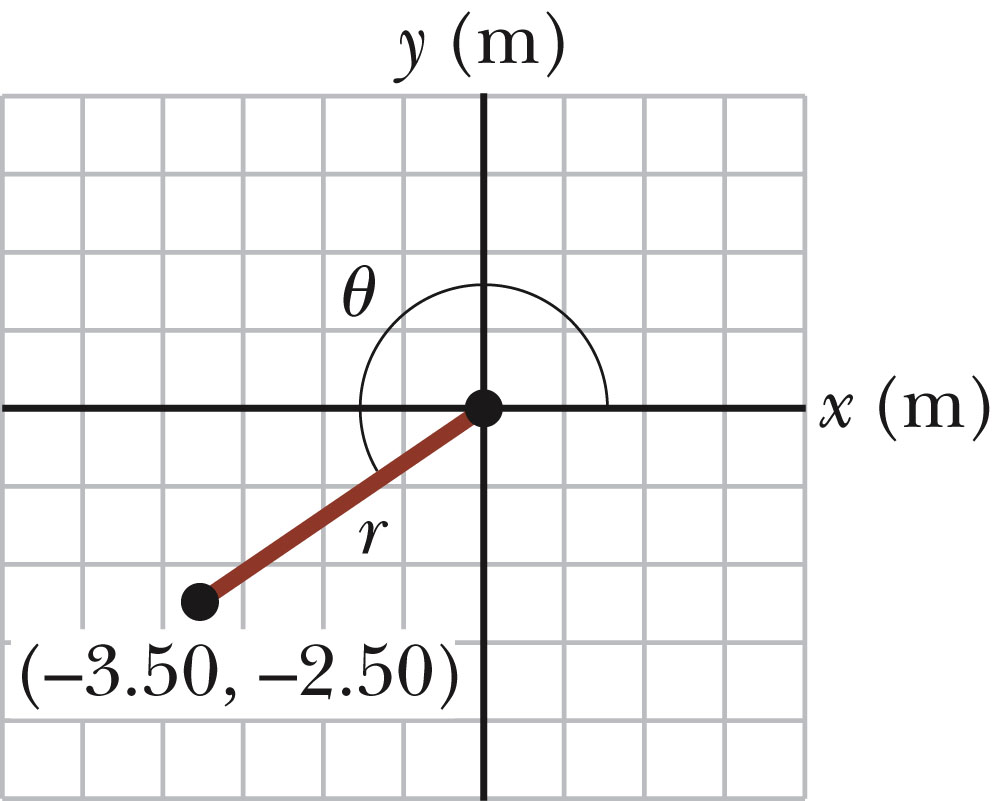 y (m)
θ
x (m)
r
(–3.50, –2.50)